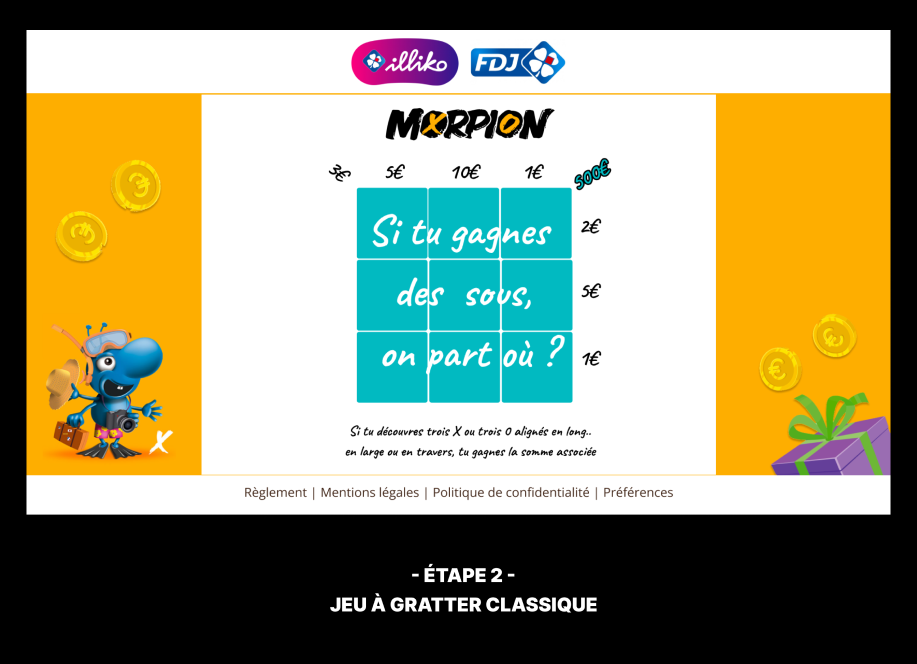 illiko FDJ
MORPION
3€ 5€ 10€ 1€ 500€
Si tu gagnes
2€
des sous,
5€
on part où ?
1€
Si tu découvres trois X ou trois O alignés en long..
en large ou en travers, tu gagnes la somme associée
X
Règlement | Mentions légales | Politique de confidentialité | Préférences
- ÉTAPE 2 -
JEU À GRATTER CLASSIQUE